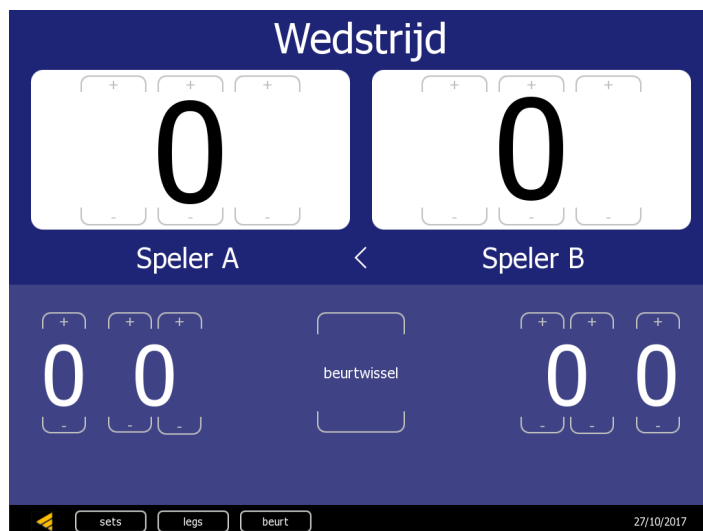 Wedstrijd
+ + + + + +
0 0
- - - - - -
Speler A < Speler B
+ + + + + +
0 0 beurtwissel 0 0
- - - - - -
sets legs beurt 27/10/2017